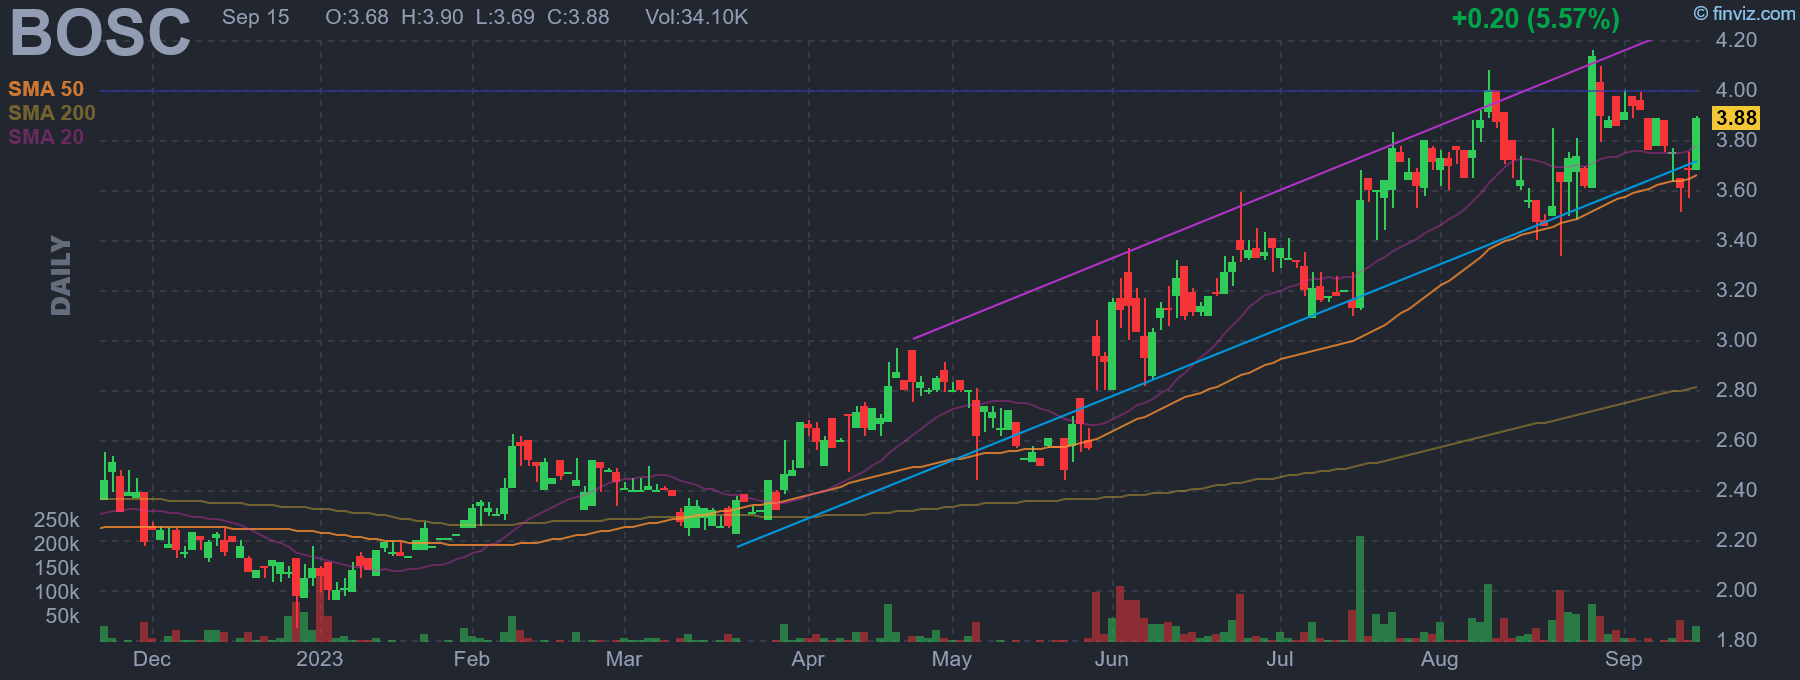 BOSC
Sep 15 O:3.68 H:3.90 L:3.69 C:3.88 Vol:34.10K
+0.20 (5.57%)
© finviz.com
SMA 50
SMA 200
SMA 20
DAILY
4.20
4.00
3.88
3.80
3.60
3.40
3.20
3.00
2.80
2.60
2.40
2.20
2.00
1.80
250k
200k
150k
100k
50k
Dec 2023 Feb Mar Apr May Jun Jul Aug Sep